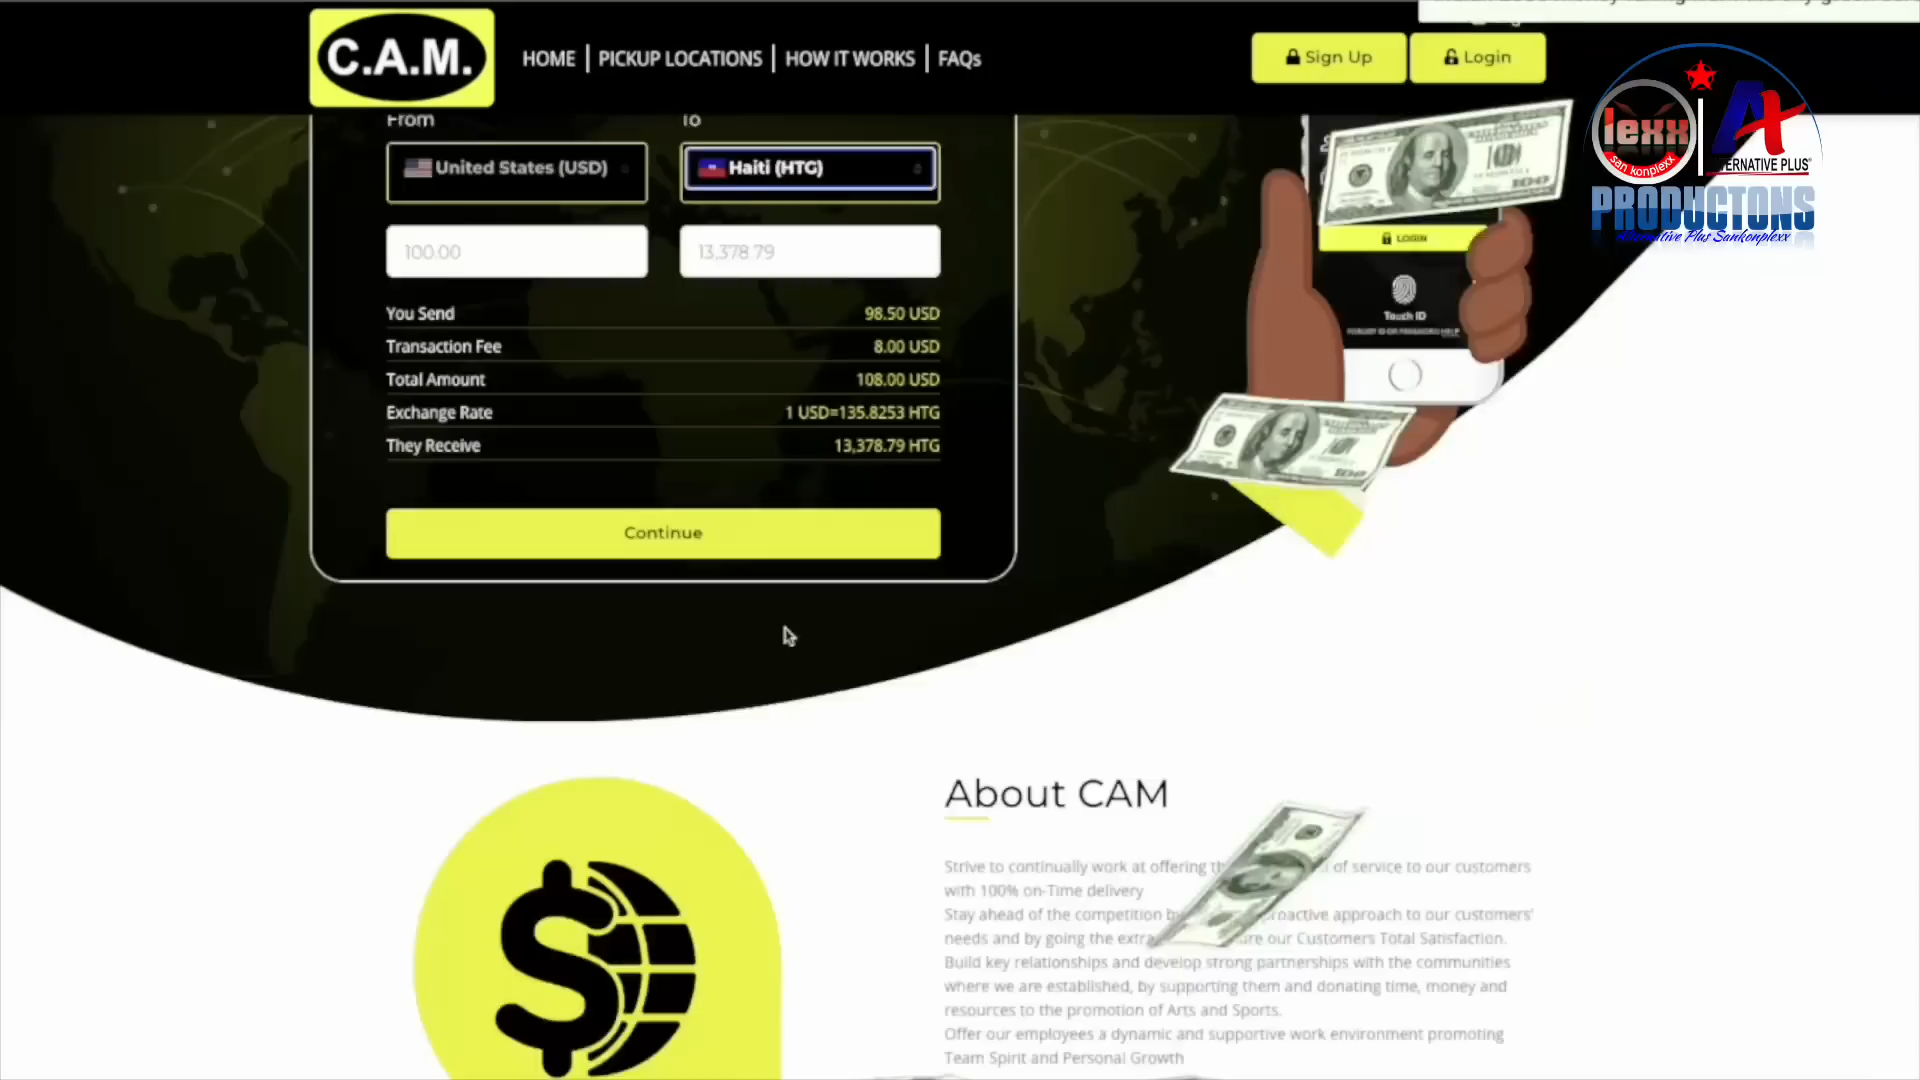 C.A.M.
HOME | PICKUP LOCATIONS | HOW IT WORKS | FAQs
Sign Up
Login
From
To
United States (USD)
Haiti (HTG)
100.00
13,378.79
You Send 98.50 USD
Transaction Fee 8.00 USD
Total Amount 108.00 USD
Exchange Rate 1 USD=135.8253 HTG
They Receive 13,378.79 HTG
Continue
LOGIN
Touch ID
lexx
san konplexx
ALTERNATIVE PLUS
PRODUCTONS
Alternative Plus Sankonplexx
About CAM
Strive to continually work at offering of service to our customers
with 100% on-Time delivery
Stay ahead of the competition approach to our customers'
needs and by going the our Customers Total Satisfaction.
Build key relationships and develop strong partnerships with the communities
where we are established, by supporting them and donating time, money and
resources to the promotion of Arts and Sports.
Offer our employees a dynamic and supportive work environment promoting
Team Spirit and Personal Growth